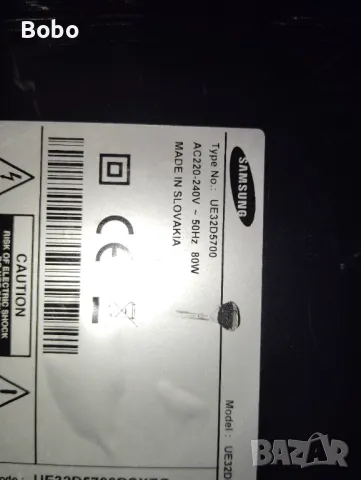 Bobo
SAMSUNG
Type No.: UE32D5700
AC220-240V ~ 50Hz 80W
MADE IN SLOVAKIA
CE
Model : UE32D
CAUTION
RISK OF ELECTRIC SHOCK
bazar